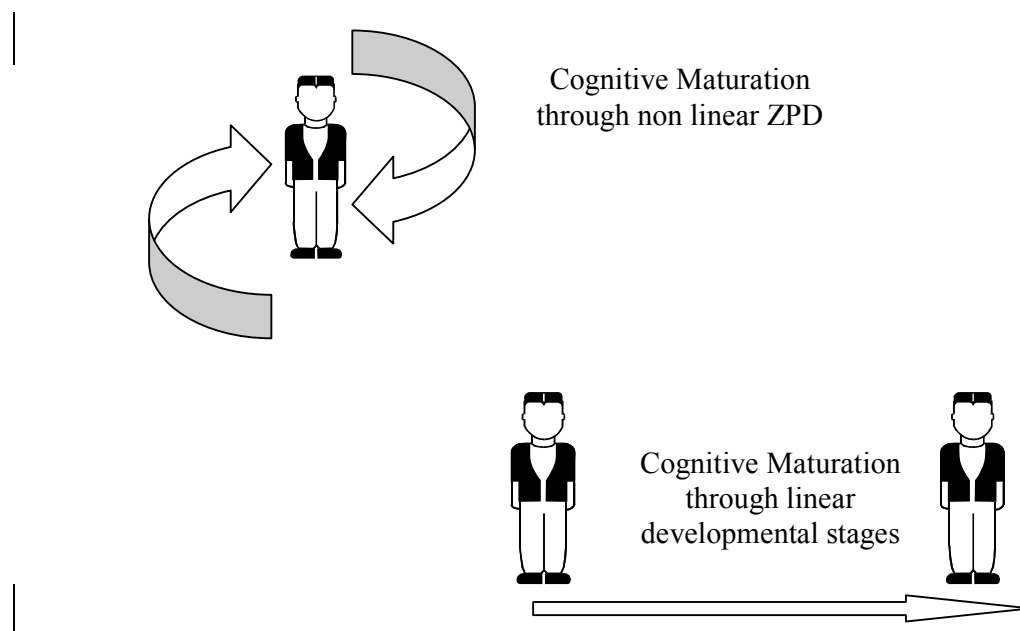 Cognitive Maturation
through non linear ZPD
Cognitive Maturation
through linear
developmental stages